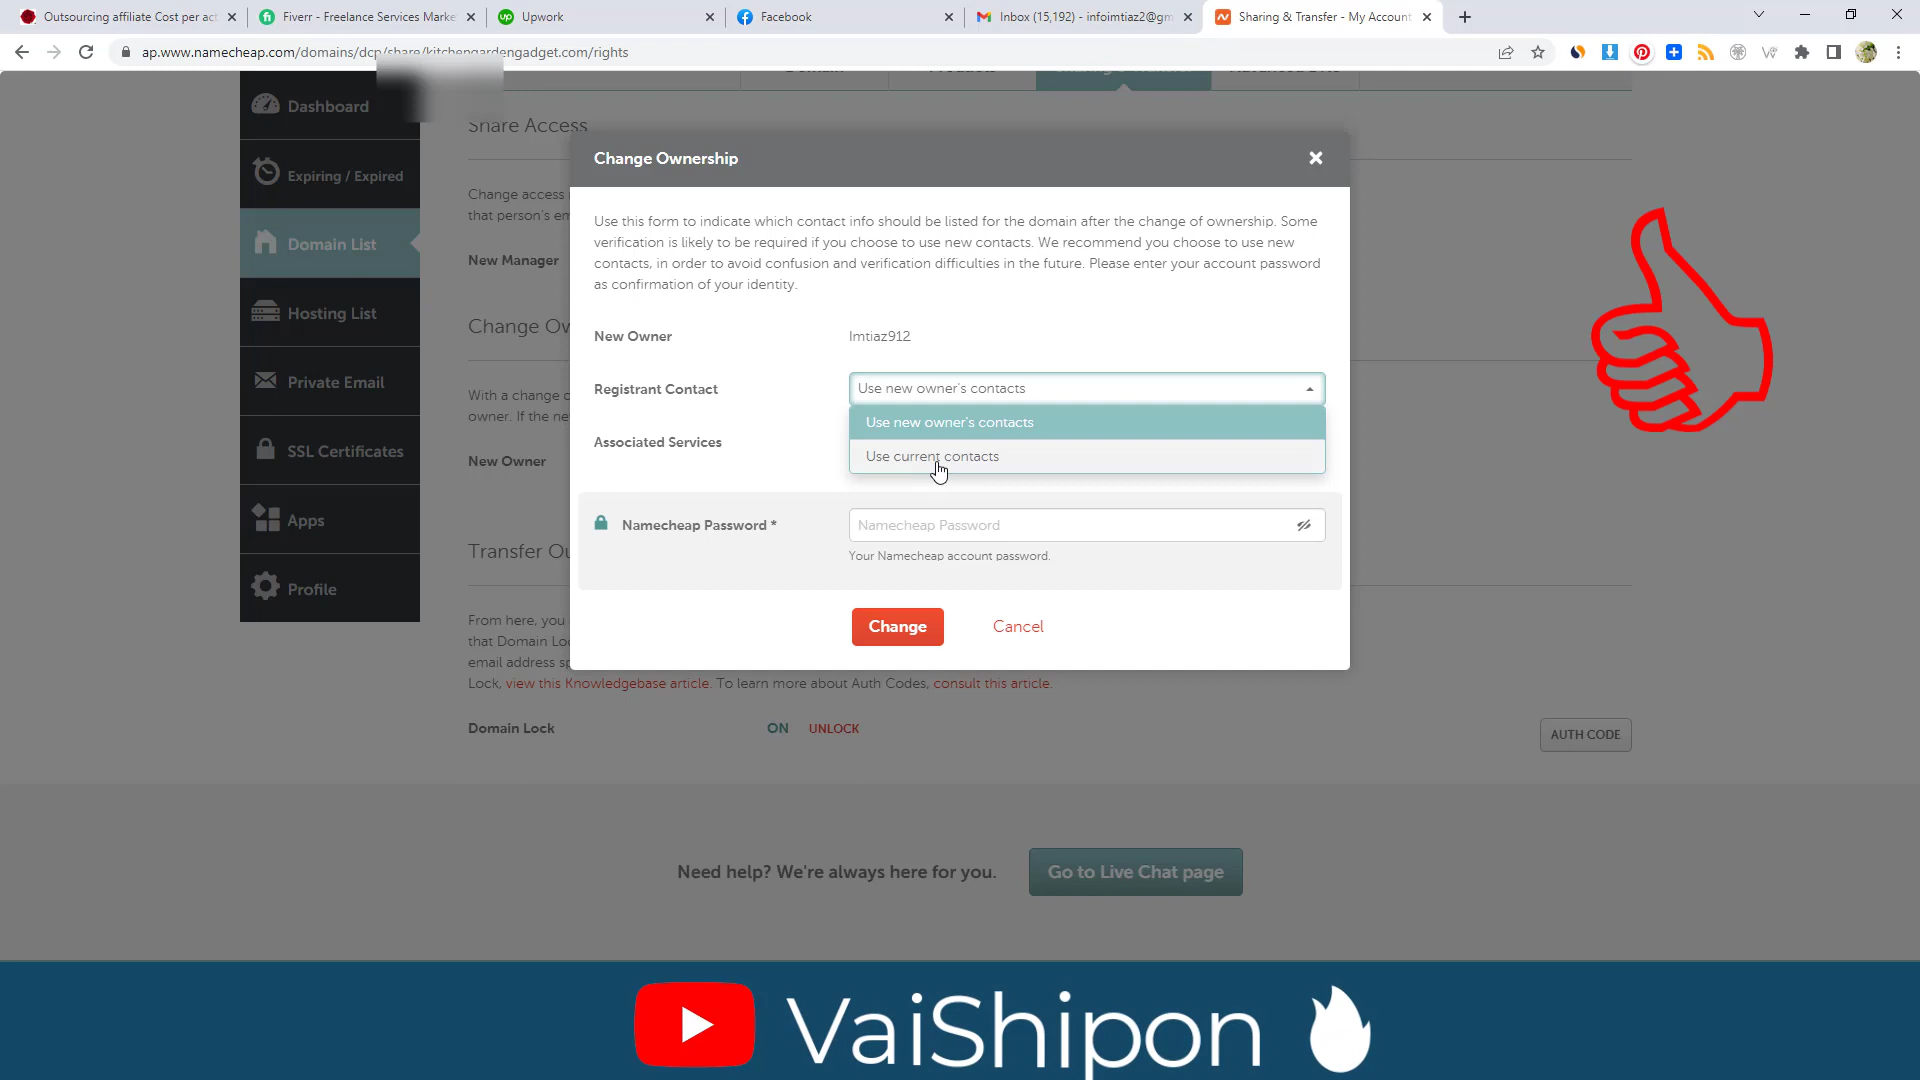 Outsourcing affiliate Cost per act
Fiverr - Freelance Services Marke
Upwork
Facebook
Inbox (15,192) - infoimtiaz2@gm
Sharing & Transfer - My Account
ap.www.namecheap.com/domains/dcp/share/kitchengardengadget.com/rights
Dashboard
Expiring / Expired
Domain List
Hosting List
Private Email
SSL Certificates
Apps
Profile
Share Access
Change access
that person's em
New Manager
Change Ow
With a change o
owner. If the ne
New Owner
Transfer Ou
From here, you
that Domain Loc
email address sp
Lock, view this Knowledgebase article. To learn more about Auth Codes, consult this article.
Domain Lock
ON UNLOCK
AUTH CODE
Change Ownership
Use this form to indicate which contact info should be listed for the domain after the change of ownership. Some
verification is likely to be required if you choose to use new contacts. We recommend you choose to use new
contacts, in order to avoid confusion and verification difficulties in the future. Please enter your account password
as confirmation of your identity.
New Owner
Imtiaz912
Registrant Contact
Use new owner's contacts
Use new owner's contacts
Use current contacts
Associated Services
Namecheap Password *
Namecheap Password
Your Namecheap account password.
Change
Cancel
Need help? We're always here for you.
Go to Live Chat page
VaiShipon